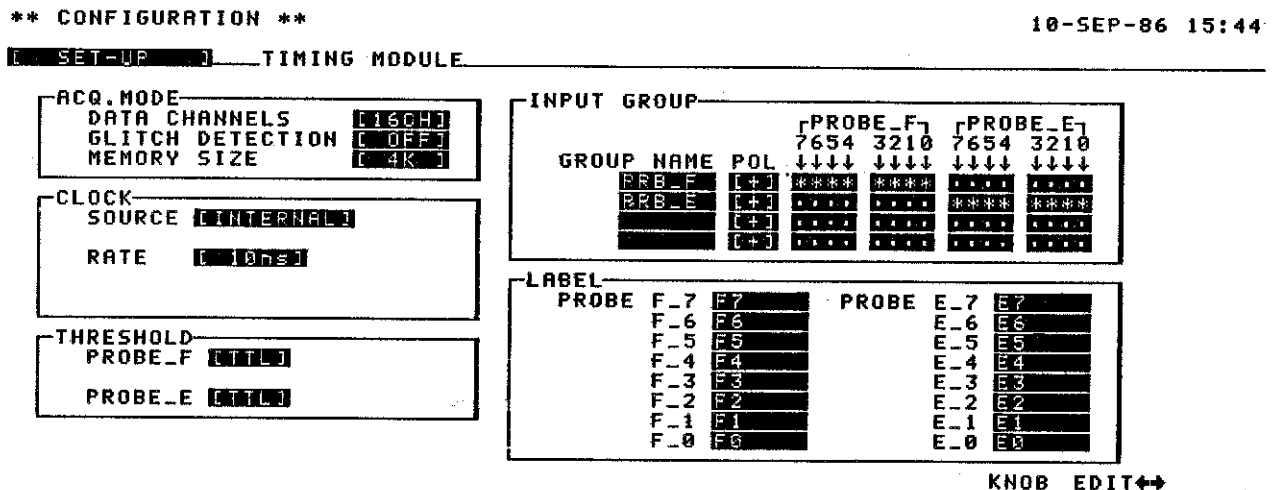 ** CONFIGURATION **
10-SEP-86 15:44
[ SET-UP ] TIMING MODULE
ACQ.MODE
DATA CHANNELS [16CH]
GLITCH DETECTION [ OFF]
MEMORY SIZE [ 4K ]
CLOCK
SOURCE [INTERNAL]
RATE [ 10ns]
THRESHOLD
PROBE_F [TTL]
PROBE_E [TTL]
INPUT GROUP
PROBE_F PROBE_E
7654 3210 7654 3210
GROUP NAME POL ↓↓↓↓ ↓↓↓↓ ↓↓↓↓ ↓↓↓↓
PRB_F [+] **** **** .... ....
PRB_E [+] .... .... **** ****
[+] .... .... .... ....
[+] .... .... .... ....
LABEL
PROBE F_7 F7 PROBE E_7 E7
F_6 F6 E_6 E6
F_5 F5 E_5 E5
F_4 F4 E_4 E4
F_3 F3 E_3 E3
F_2 F2 E_2 E2
F_1 F1 E_1 E1
F_0 F0 E_0 E0
KNOB EDIT↔